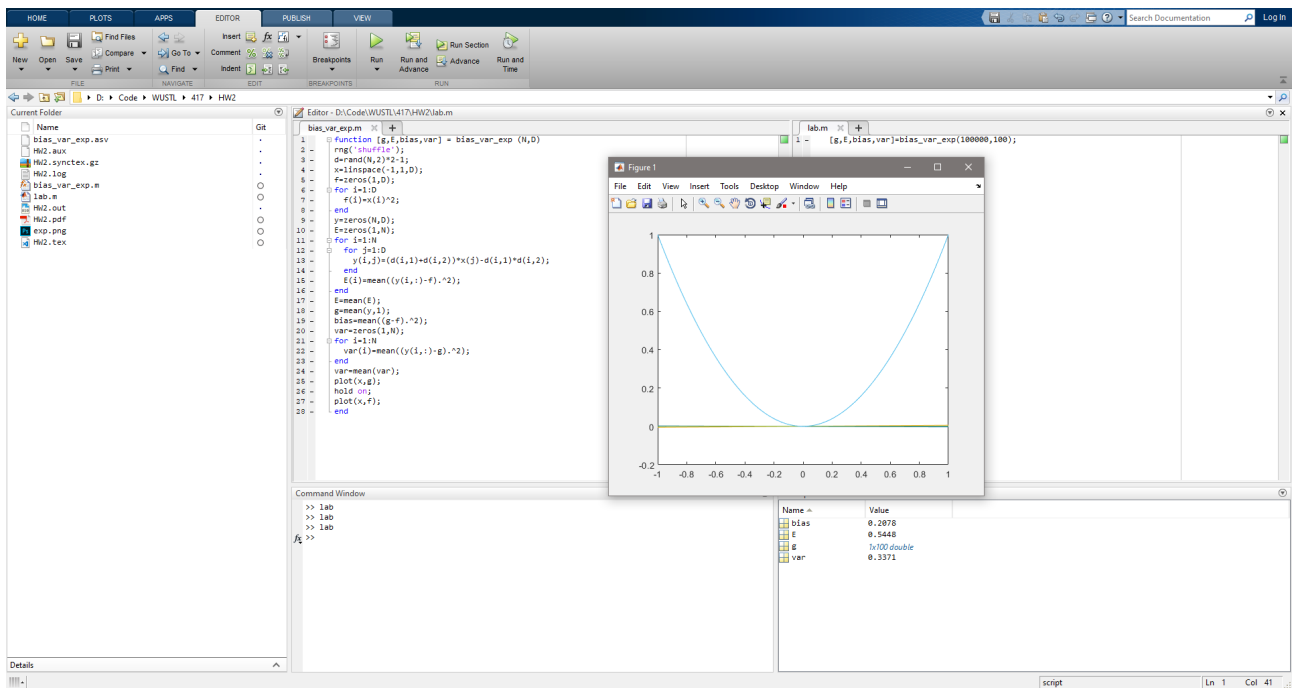 HOME PLOTS APPS EDITOR PUBLISH VIEW Search Documentation Log In
New Open Save Find Files Compare Print Go To Find Insert Comment Indent fx Breakpoints Run Run and Advance Run Section Advance Run and Time
FILE NAVIGATE EDIT BREAKPOINTS RUN
D: Code WUSTL 417 HW2
Current Folder
Name Git
bias_var_exp.asv
HW2.aux
HW2.synctex.gz
HW2.log
bias_var_exp.m
lab.m
HW2.out
HW2.pdf
exp.png
HW2.tex
Details
Editor - D:\Code\WUSTL\417\HW2\lab.m
bias_var_exp.m
1 function [g,E,bias,var] = bias_var_exp (N,D)
2 rng('shuffle');
3 d=rand(N,2)*2-1;
4 x=linspace(-1,1,D);
5 f=zeros(1,D);
6 for i=1:D
7 f(i)=x(i)^2;
8 end
9 y=zeros(N,D);
10 E=zeros(1,N);
11 for i=1:N
12 for j=1:D
13 y(i,j)=(d(i,1)+d(i,2))*x(j)-d(i,1)*d(i,2);
14 end
15 E(i)=mean((y(i,:)-f).^2);
16 end
17 E=mean(E);
18 g=mean(y,1);
19 bias=mean((g-f).^2);
20 var=zeros(1,N);
21 for i=1:N
22 var(i)=mean((y(i,:)-g).^2);
23 end
24 var=mean(var);
25 plot(x,g);
26 hold on;
27 plot(x,f);
28 end
lab.m
1 [g,E,bias,var]=bias_var_exp(100000,100);
Figure 1
File Edit View Insert Tools Desktop Window Help
1
0.8
0.6
0.4
0.2
0
-0.2
-1 -0.8 -0.6 -0.4 -0.2 0 0.2 0.4 0.6 0.8 1
Command Window
>> lab
>> lab
>> lab
fx >>
Name Value
bias 0.2078
E 0.5448
g 1x100 double
var 0.3371
script Ln 1 Col 41